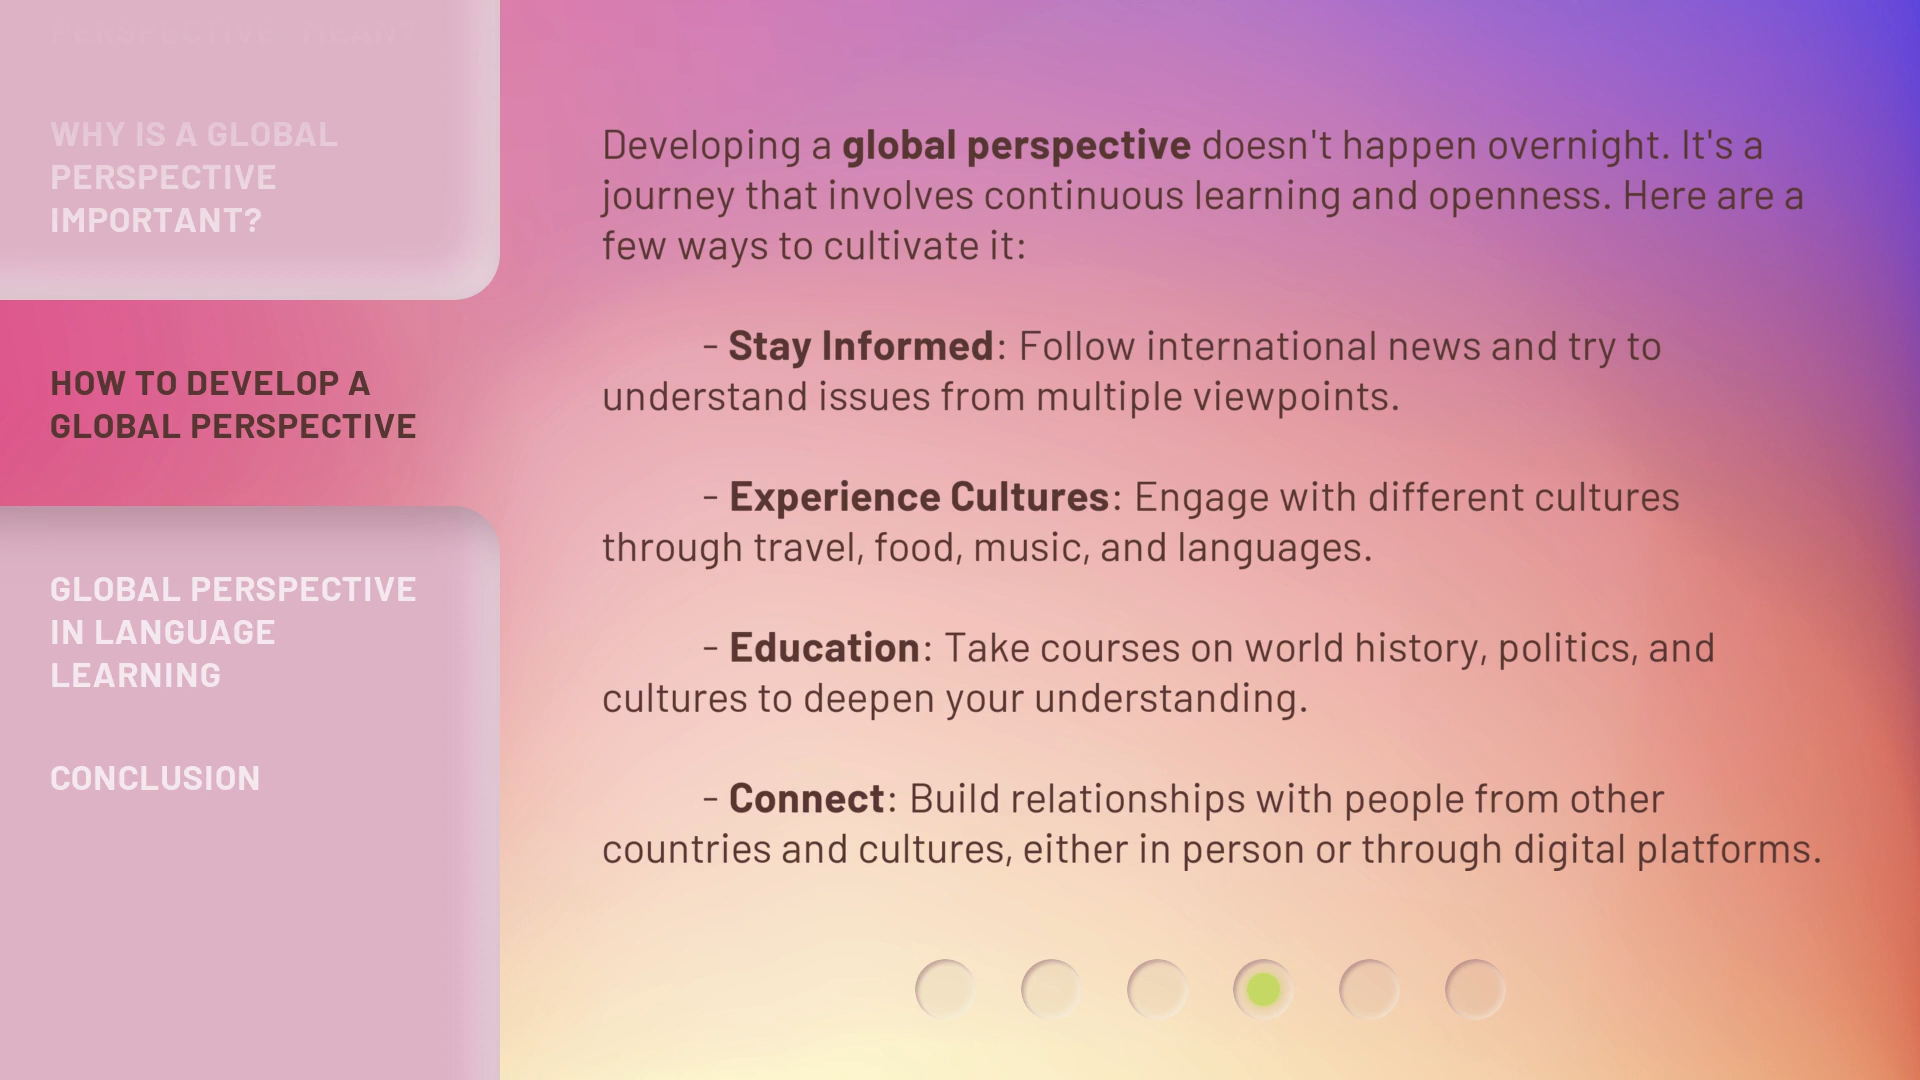 WHY IS A GLOBAL
PERSPECTIVE
IMPORTANT?
HOW TO DEVELOP A
GLOBAL PERSPECTIVE
GLOBAL PERSPECTIVE
IN LANGUAGE
LEARNING
CONCLUSION
Developing a global perspective doesn't happen overnight. It's a
journey that involves continuous learning and openness. Here are a
few ways to cultivate it:
- Stay Informed: Follow international news and try to
understand issues from multiple viewpoints.
- Experience Cultures: Engage with different cultures
through travel, food, music, and languages.
- Education: Take courses on world history, politics, and
cultures to deepen your understanding.
- Connect: Build relationships with people from other
countries and cultures, either in person or through digital platforms.